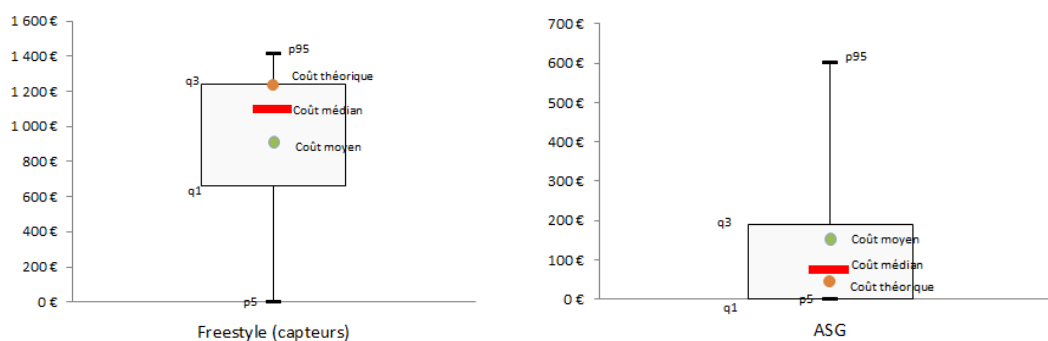 1 600 €
1 400 €
1 200 €
1 000 €
800 €
600 €
400 €
200 €
0 €
p95
q3
Coût théorique
Coût médian
Coût moyen
q1
p5
Freestyle (capteurs)
700 €
600 €
500 €
400 €
300 €
200 €
100 €
0 €
p95
q3
Coût moyen
Coût médian
Coût théorique
p5
q1
ASG